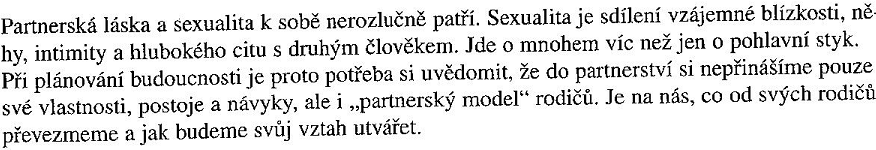 Partnerská láska a sexualita k sobě nerozlučně patří. Sexualita je sdílení vzájemné blízkosti, ně-
hy, intimity a hlubokého citu s druhým člověkem. Jde o mnohem víc než jen o pohlavní styk.
Při plánování budoucnosti je proto potřeba si uvědomit, že do partnerství si nepřinášíme pouze
své vlastnosti, postoje a návyky, ale i „partnerský model“ rodičů. Je na nás, co od svých rodičů
převezmeme a jak budeme svůj vztah utvářet.